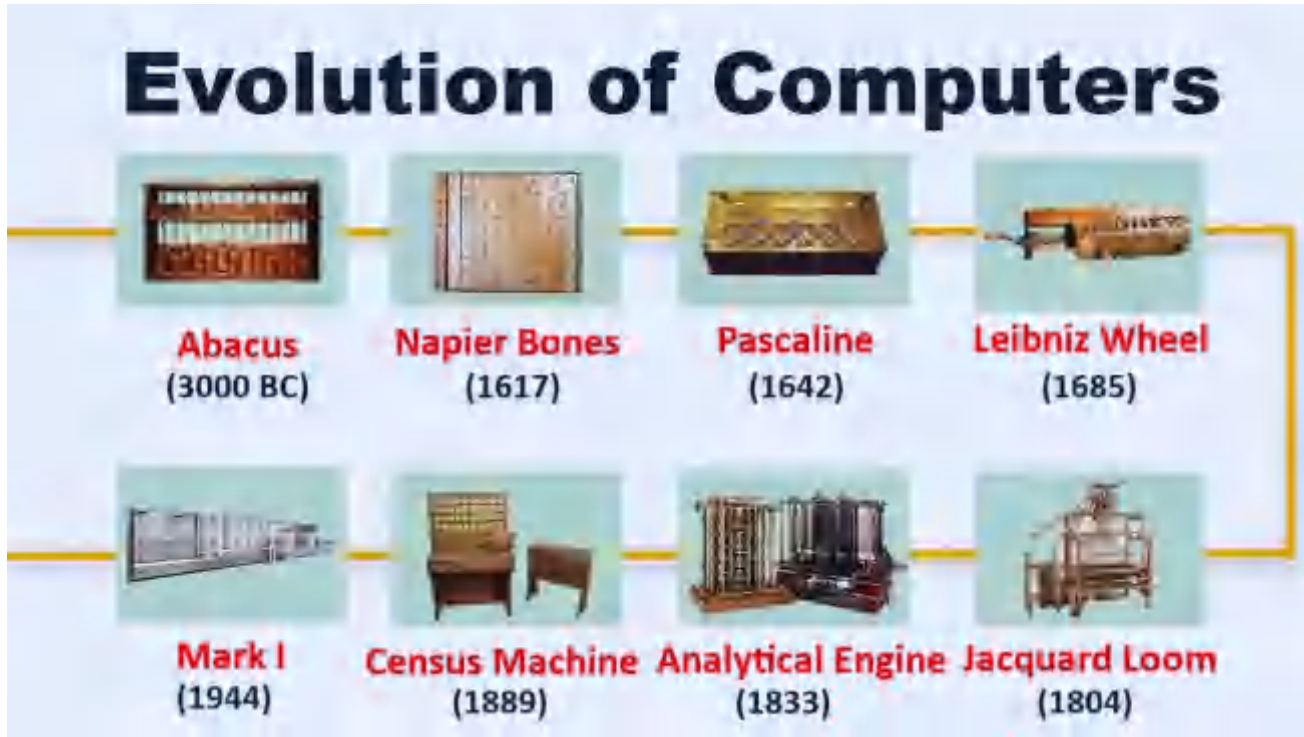 Evolution of Computers
Abacus
(3000 BC)
Napier Bones
(1617)
Pascaline
(1642)
Leibniz Wheel
(1685)
Jacquard Loom
(1804)
Analytical Engine
(1833)
Census Machine
(1889)
Mark I
(1944)